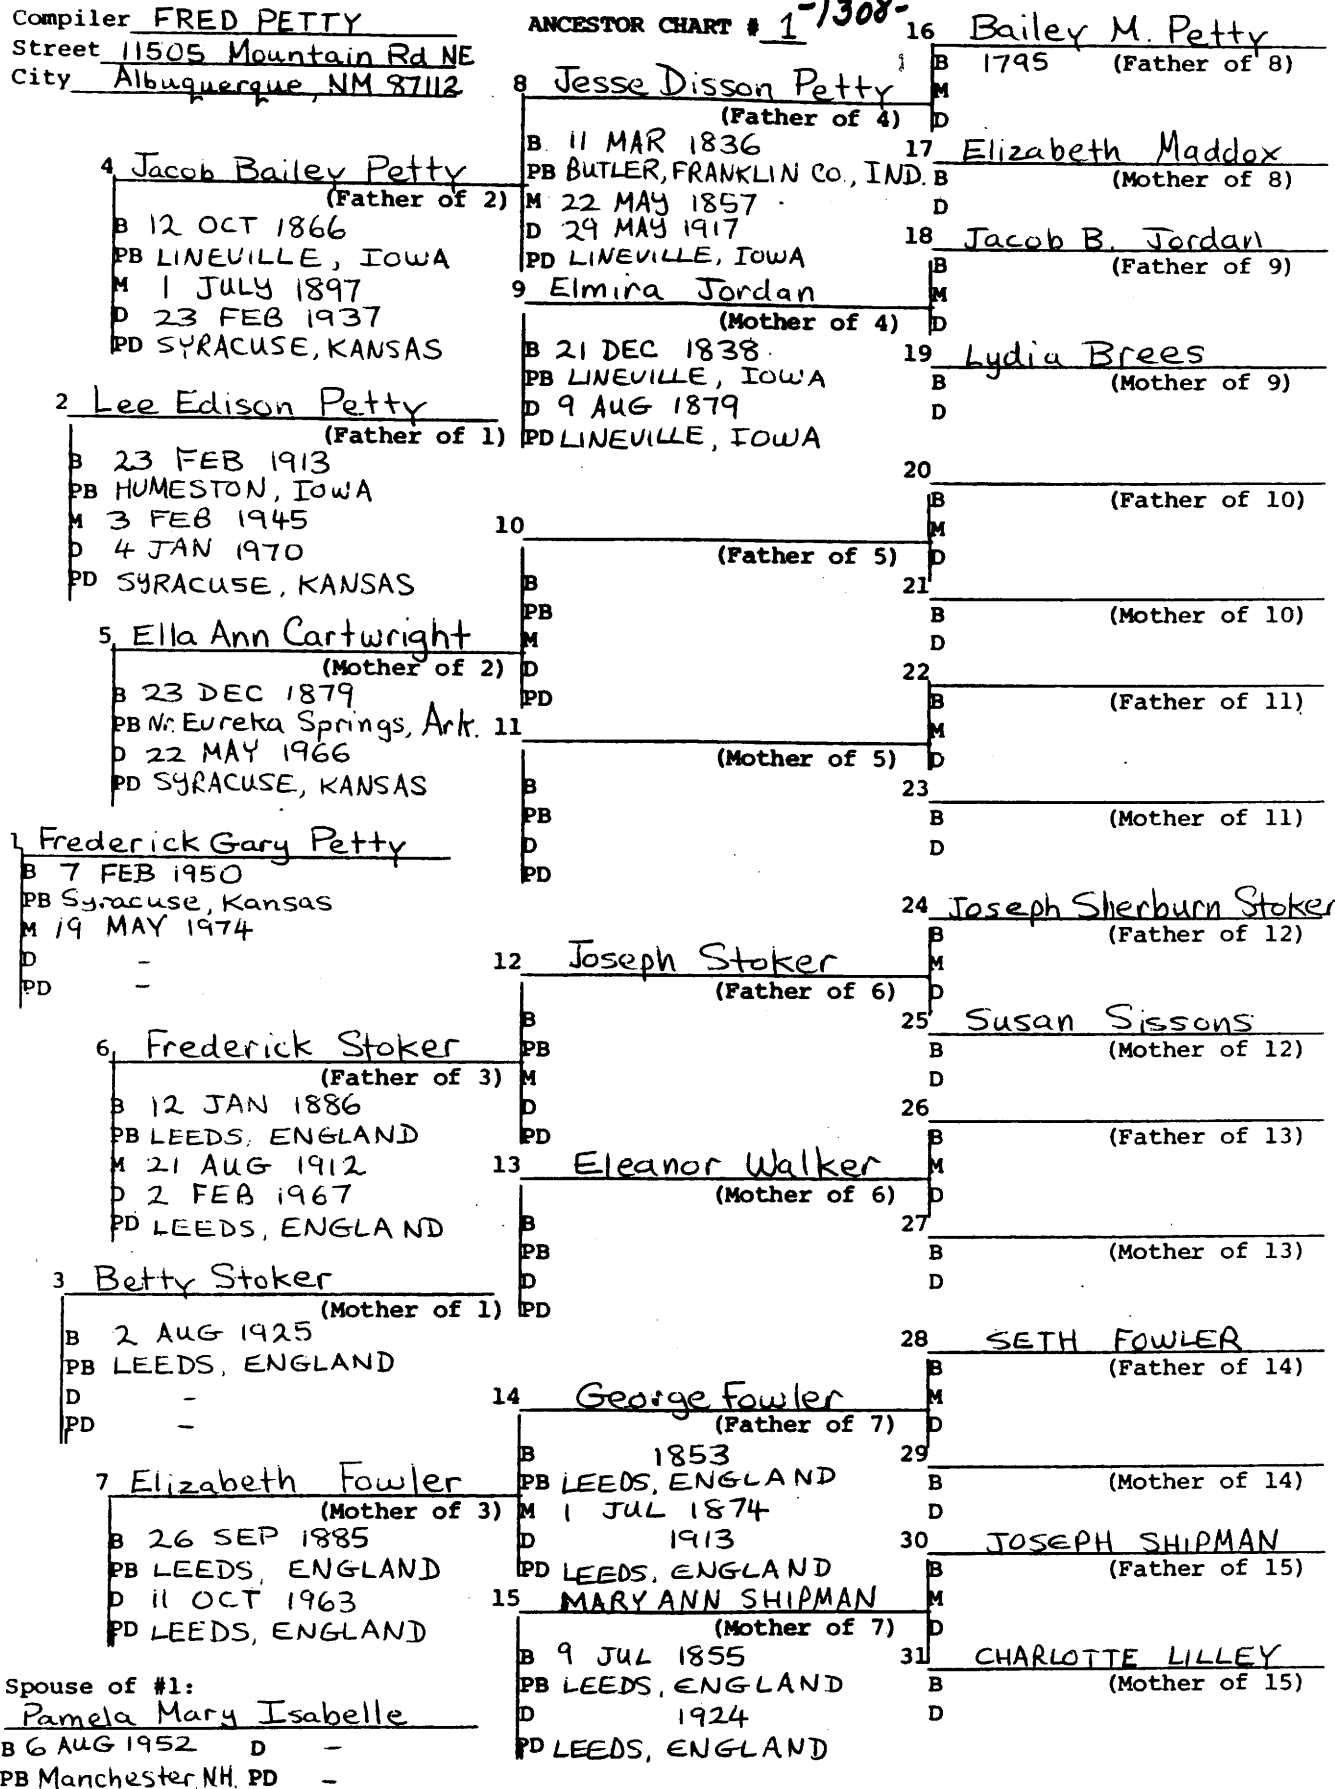 Compiler FRED PETTY
Street 11505 Mountain Rd NE
City Albuquerque, NM 87112
ANCESTOR CHART # 1 -1308-
1 Frederick Gary Petty
B 7 FEB 1950
PB Syracuse, Kansas
M 19 MAY 1974
D -
PD -
2 Lee Edison Petty
(Father of 1)
B 23 FEB 1913
PB HUMESTON, IOWA
M 3 FEB 1945
D 4 JAN 1970
PD SYRACUSE, KANSAS
3 Betty Stoker
(Mother of 1)
B 2 AUG 1925
PB LEEDS, ENGLAND
D -
PD -
4 Jacob Bailey Petty
(Father of 2)
B 12 OCT 1866
PB LINEVILLE, IOWA
M 1 JULY 1897
D 23 FEB 1937
PD SYRACUSE, KANSAS
5 Ella Ann Cartwright
(Mother of 2)
B 23 DEC 1879
PB Nr. Eureka Springs, Ark.
D 22 MAY 1966
PD SYRACUSE, KANSAS
6 Frederick Stoker
(Father of 3)
B 12 JAN 1886
PB LEEDS, ENGLAND
M 21 AUG 1912
D 2 FEB 1967
PD LEEDS, ENGLAND
7 Elizabeth Fowler
(Mother of 3)
B 26 SEP 1885
PB LEEDS, ENGLAND
D 11 OCT 1963
PD LEEDS, ENGLAND
Spouse of #1:
Pamela Mary Isabelle
B 6 AUG 1952 D -
PB Manchester, NH. PD -
8 Jesse Disson Petty
(Father of 4)
B 11 MAR 1836
PB BUTLER, FRANKLIN CO., IND.
M 22 MAY 1857
D 29 MAY 1917
PD LINEVILLE, IOWA
9 Elmira Jordan
(Mother of 4)
B 21 DEC 1838
PB LINEVILLE, IOWA
D 9 AUG 1879
PD LINEVILLE, IOWA
10
(Father of 5)
B
PB
M
D
PD
11
(Mother of 5)
B
PB
D
PD
12 Joseph Stoker
(Father of 6)
B
PB
M
D
PD
13 Eleanor Walker
(Mother of 6)
B
PB
D
PD
14 George Fowler
(Father of 7)
B 1853
PB LEEDS, ENGLAND
M 1 JUL 1874
D 1913
PD LEEDS, ENGLAND
15 MARY ANN SHIPMAN
(Mother of 7)
B 9 JUL 1855
PB LEEDS, ENGLAND
D 1924
PD LEEDS, ENGLAND
16 Bailey M. Petty
B 1795 (Father of 8)
M
D
17 Elizabeth Maddox
B (Mother of 8)
D
18 Jacob B. Jordan
B (Father of 9)
M
D
19 Lydia Brees
B (Mother of 9)
D
20
B (Father of 10)
M
D
21
B (Mother of 10)
D
22
B (Father of 11)
M
D
23
B (Mother of 11)
D
24 Joseph Sherburn Stoker
B (Father of 12)
M
D
25 Susan Sissons
B (Mother of 12)
D
26
B (Father of 13)
M
D
27
B (Mother of 13)
D
28 SETH FOWLER
B (Father of 14)
M
D
29
B (Mother of 14)
D
30 JOSEPH SHIPMAN
B (Father of 15)
M
D
31 CHARLOTTE LILLEY
B (Mother of 15)
D